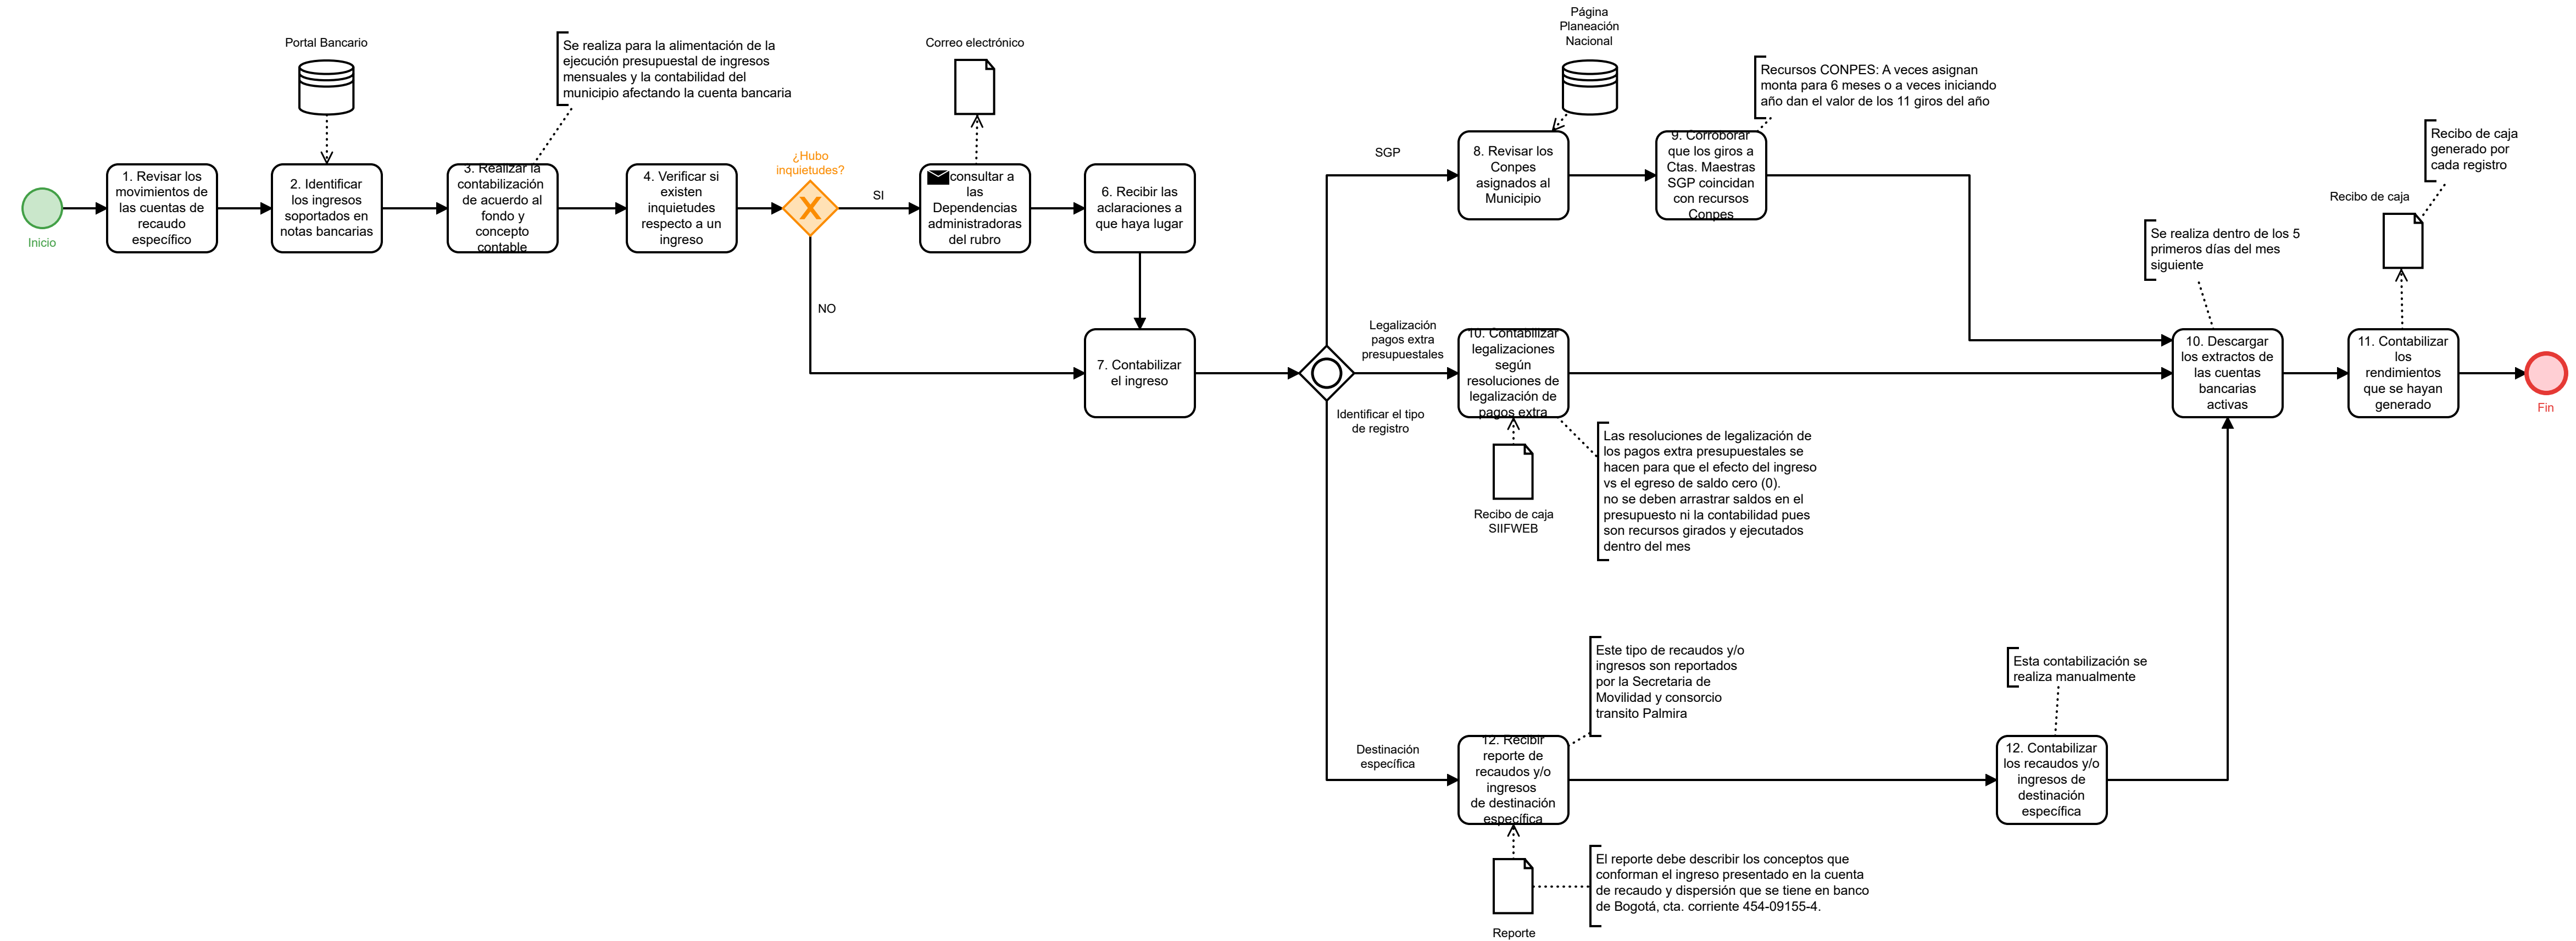 Portal Bancario
Se realiza para la alimentación de la
ejecución presupuestal de ingresos
mensuales y la contabilidad del
municipio afectando la cuenta bancaria
Correo electrónico
Página
Planeación
Nacional
Recursos CONPES: A veces asignan
monta para 6 meses o a veces iniciando
año dan el valor de los 11 giros del año
Recibo de caja
generado por
cada registro
Recibo de caja
Se realiza dentro de los 5
primeros días del mes
siguiente
Inicio
1. Revisar los
movimientos de
las cuentas de
recaudo
específico
2. Identificar
los ingresos
soportados en
notas bancarias
3. Realizar la
contabilización
de acuerdo al
fondo y
concepto
contable
4. Verificar si
existen
inquietudes
respecto a un
ingreso
¿Hubo
inquietudes?
X
SI
NO
consultar a
las
Dependencias
administradoras
del rubro
6. Recibir las
aclaraciones a
que haya lugar
7. Contabilizar
el ingreso
Identificar el tipo
de registro
SGP
8. Revisar los
Conpes
asignados al
Municipio
9. Corroborar
que los giros a
Ctas. Maestras
SGP coincidan
con recursos
Conpes
Legalización
pagos extra
presupuestales
10. Contabilizar
legalizaciones
según
resoluciones de
legalización de
pagos extra
Recibo de caja
SIIFWEB
Las resoluciones de legalización de
los pagos extra presupuestales se
hacen para que el efecto del ingreso
vs el egreso de saldo cero (0).
no se deben arrastrar saldos en el
presupuesto ni la contabilidad pues
son recursos girados y ejecutados
dentro del mes
10. Descargar
los extractos de
las cuentas
bancarias
activas
11. Contabilizar
los
rendimientos
que se hayan
generado
Fin
Este tipo de recaudos y/o
ingresos son reportados
por la Secretaria de
Movilidad y consorcio
transito Palmira
Esta contabilización se
realiza manualmente
Destinación
específica
12. Recibir
reporte de
recaudos y/o
ingresos
de destinación
específica
12. Contabilizar
los recaudos y/o
ingresos de
destinación
específica
El reporte debe describir los conceptos que
conforman el ingreso presentado en la cuenta
de recaudo y dispersión que se tiene en banco
de Bogotá, cta. corriente 454-09155-4.
Reporte